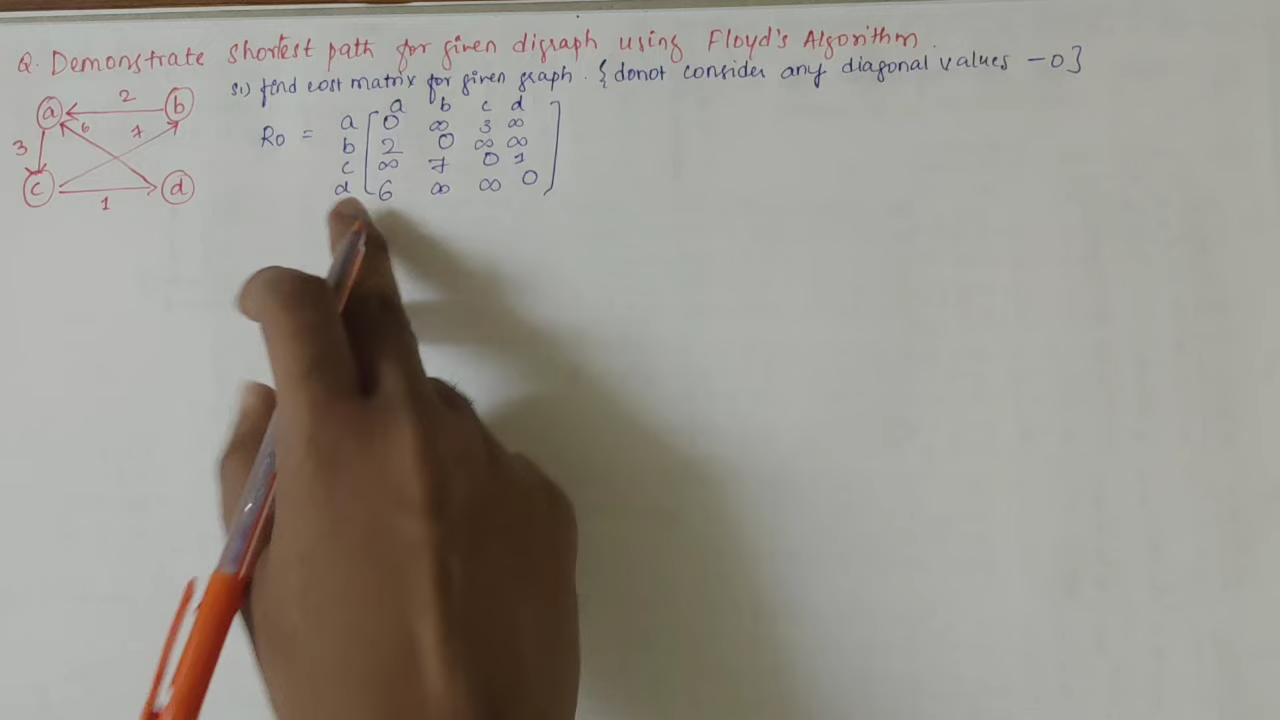 Q. Demonstrate shortest path for given digraph using Floyd's Algorithm.
S1) find cost matrix for given graph. {donot consider any diagonal values - 0}
a 2 b
3 6 7
c 1 d
a b c d
R0 = a 0 ∞ 3 ∞
b 2 0 ∞ ∞
c ∞ 7 0 1
d 6 ∞ ∞ 0